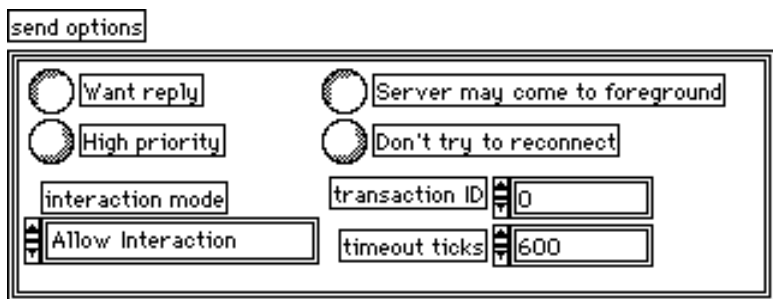 send options
Want reply
Server may come to foreground
High priority
Don't try to reconnect
interaction mode
transaction ID
0
Allow Interaction
timeout ticks
600